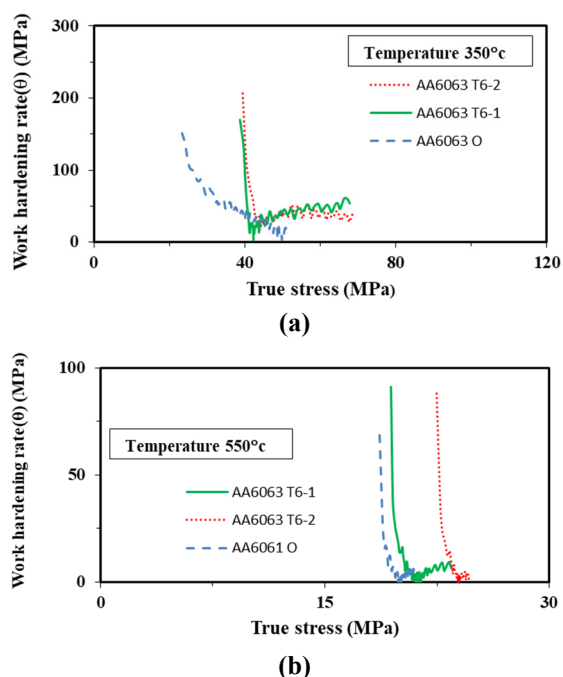 Work hardening rate(θ) (MPa)
300
200
100
0
Temperature 350°c
AA6063 T6-2
AA6063 T6-1
AA6063 O
0
40
80
120
True stress (MPa)
(a)
Work hardening rate(θ) (MPa)
100
50
0
Temperature 550°c
AA6063 T6-1
AA6063 T6-2
AA6061 O
0
15
30
True stress (MPa)
(b)